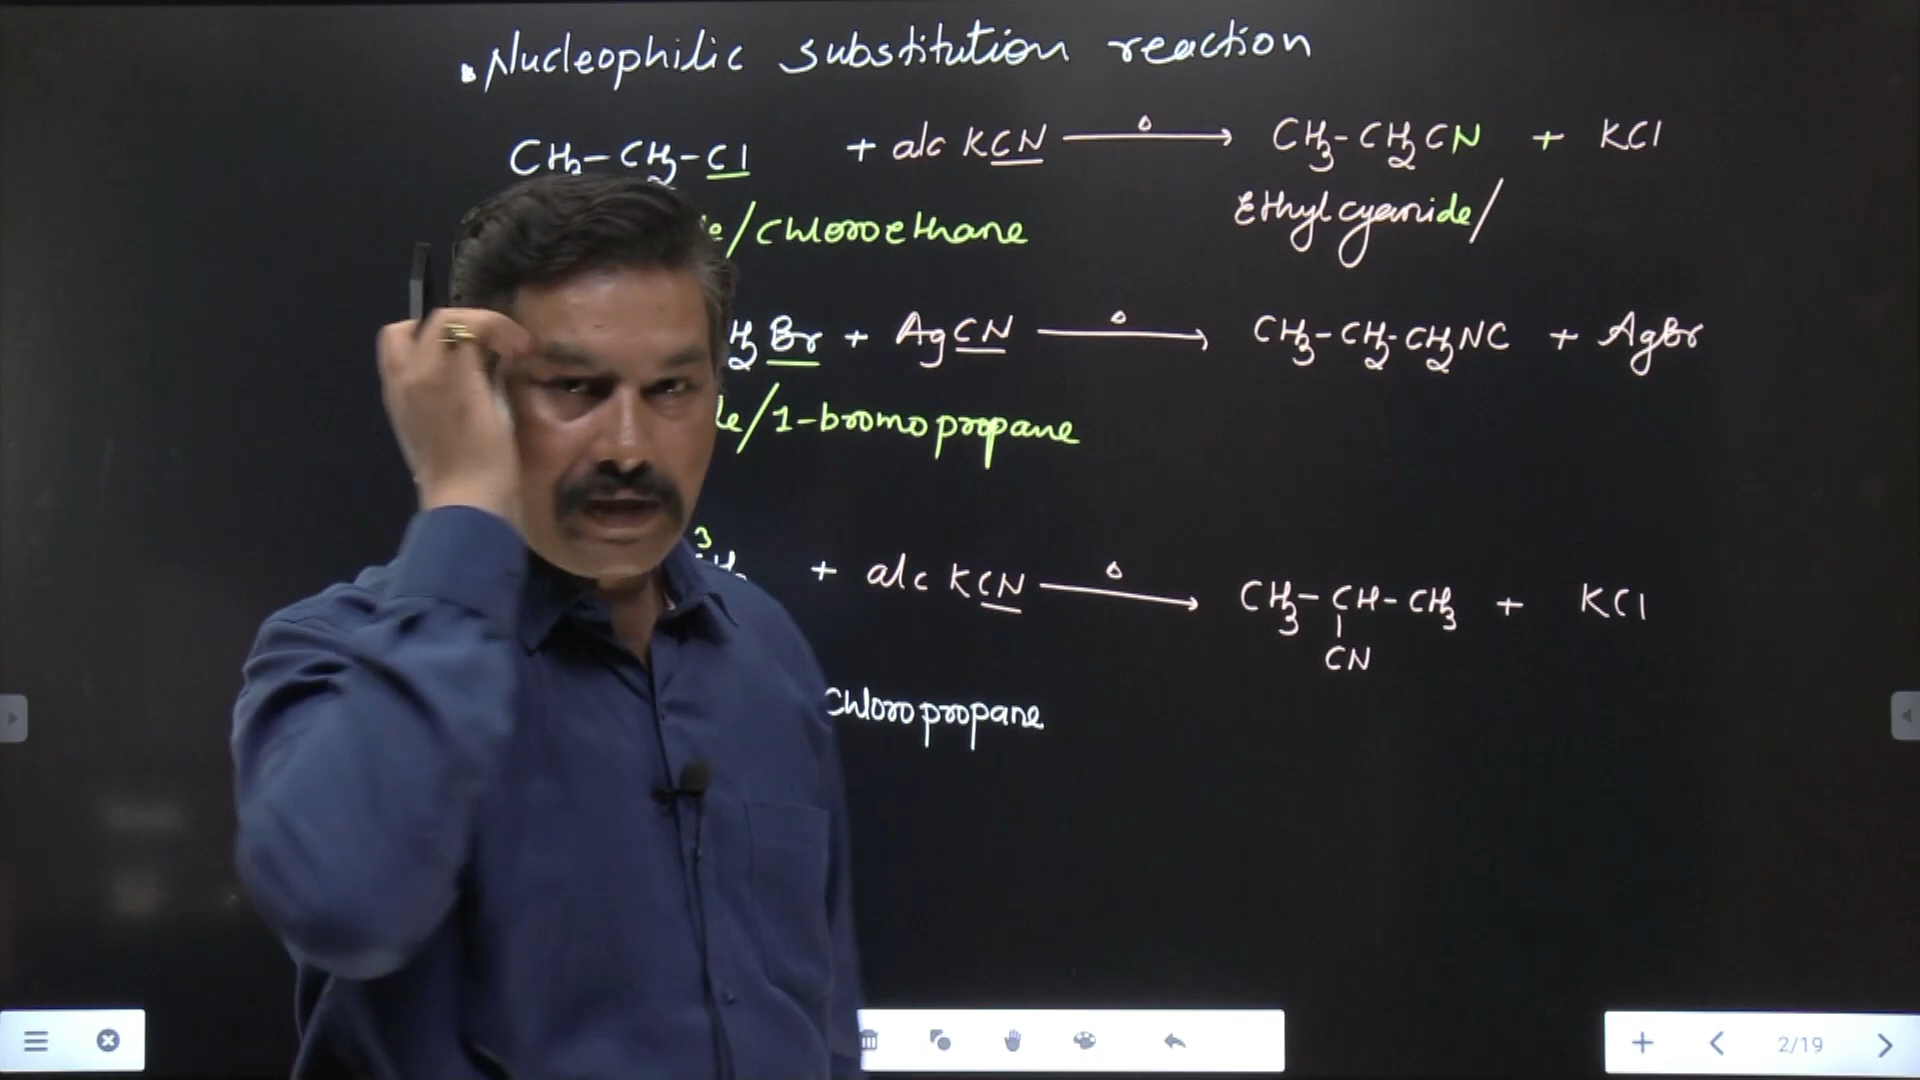 Nucleophilic substitution reaction
CH3-CH2-Cl + alc KCN → CH3-CH2CN + KCl
/Chloroethane Ethyl cyanide/
Br + AgCN → CH3-CH2-CH2NC + AgBr
/1-bromopropane
3
+ alc KCN → CH3-CH-CH3 + KCl
CN
Chloropropane
2/19